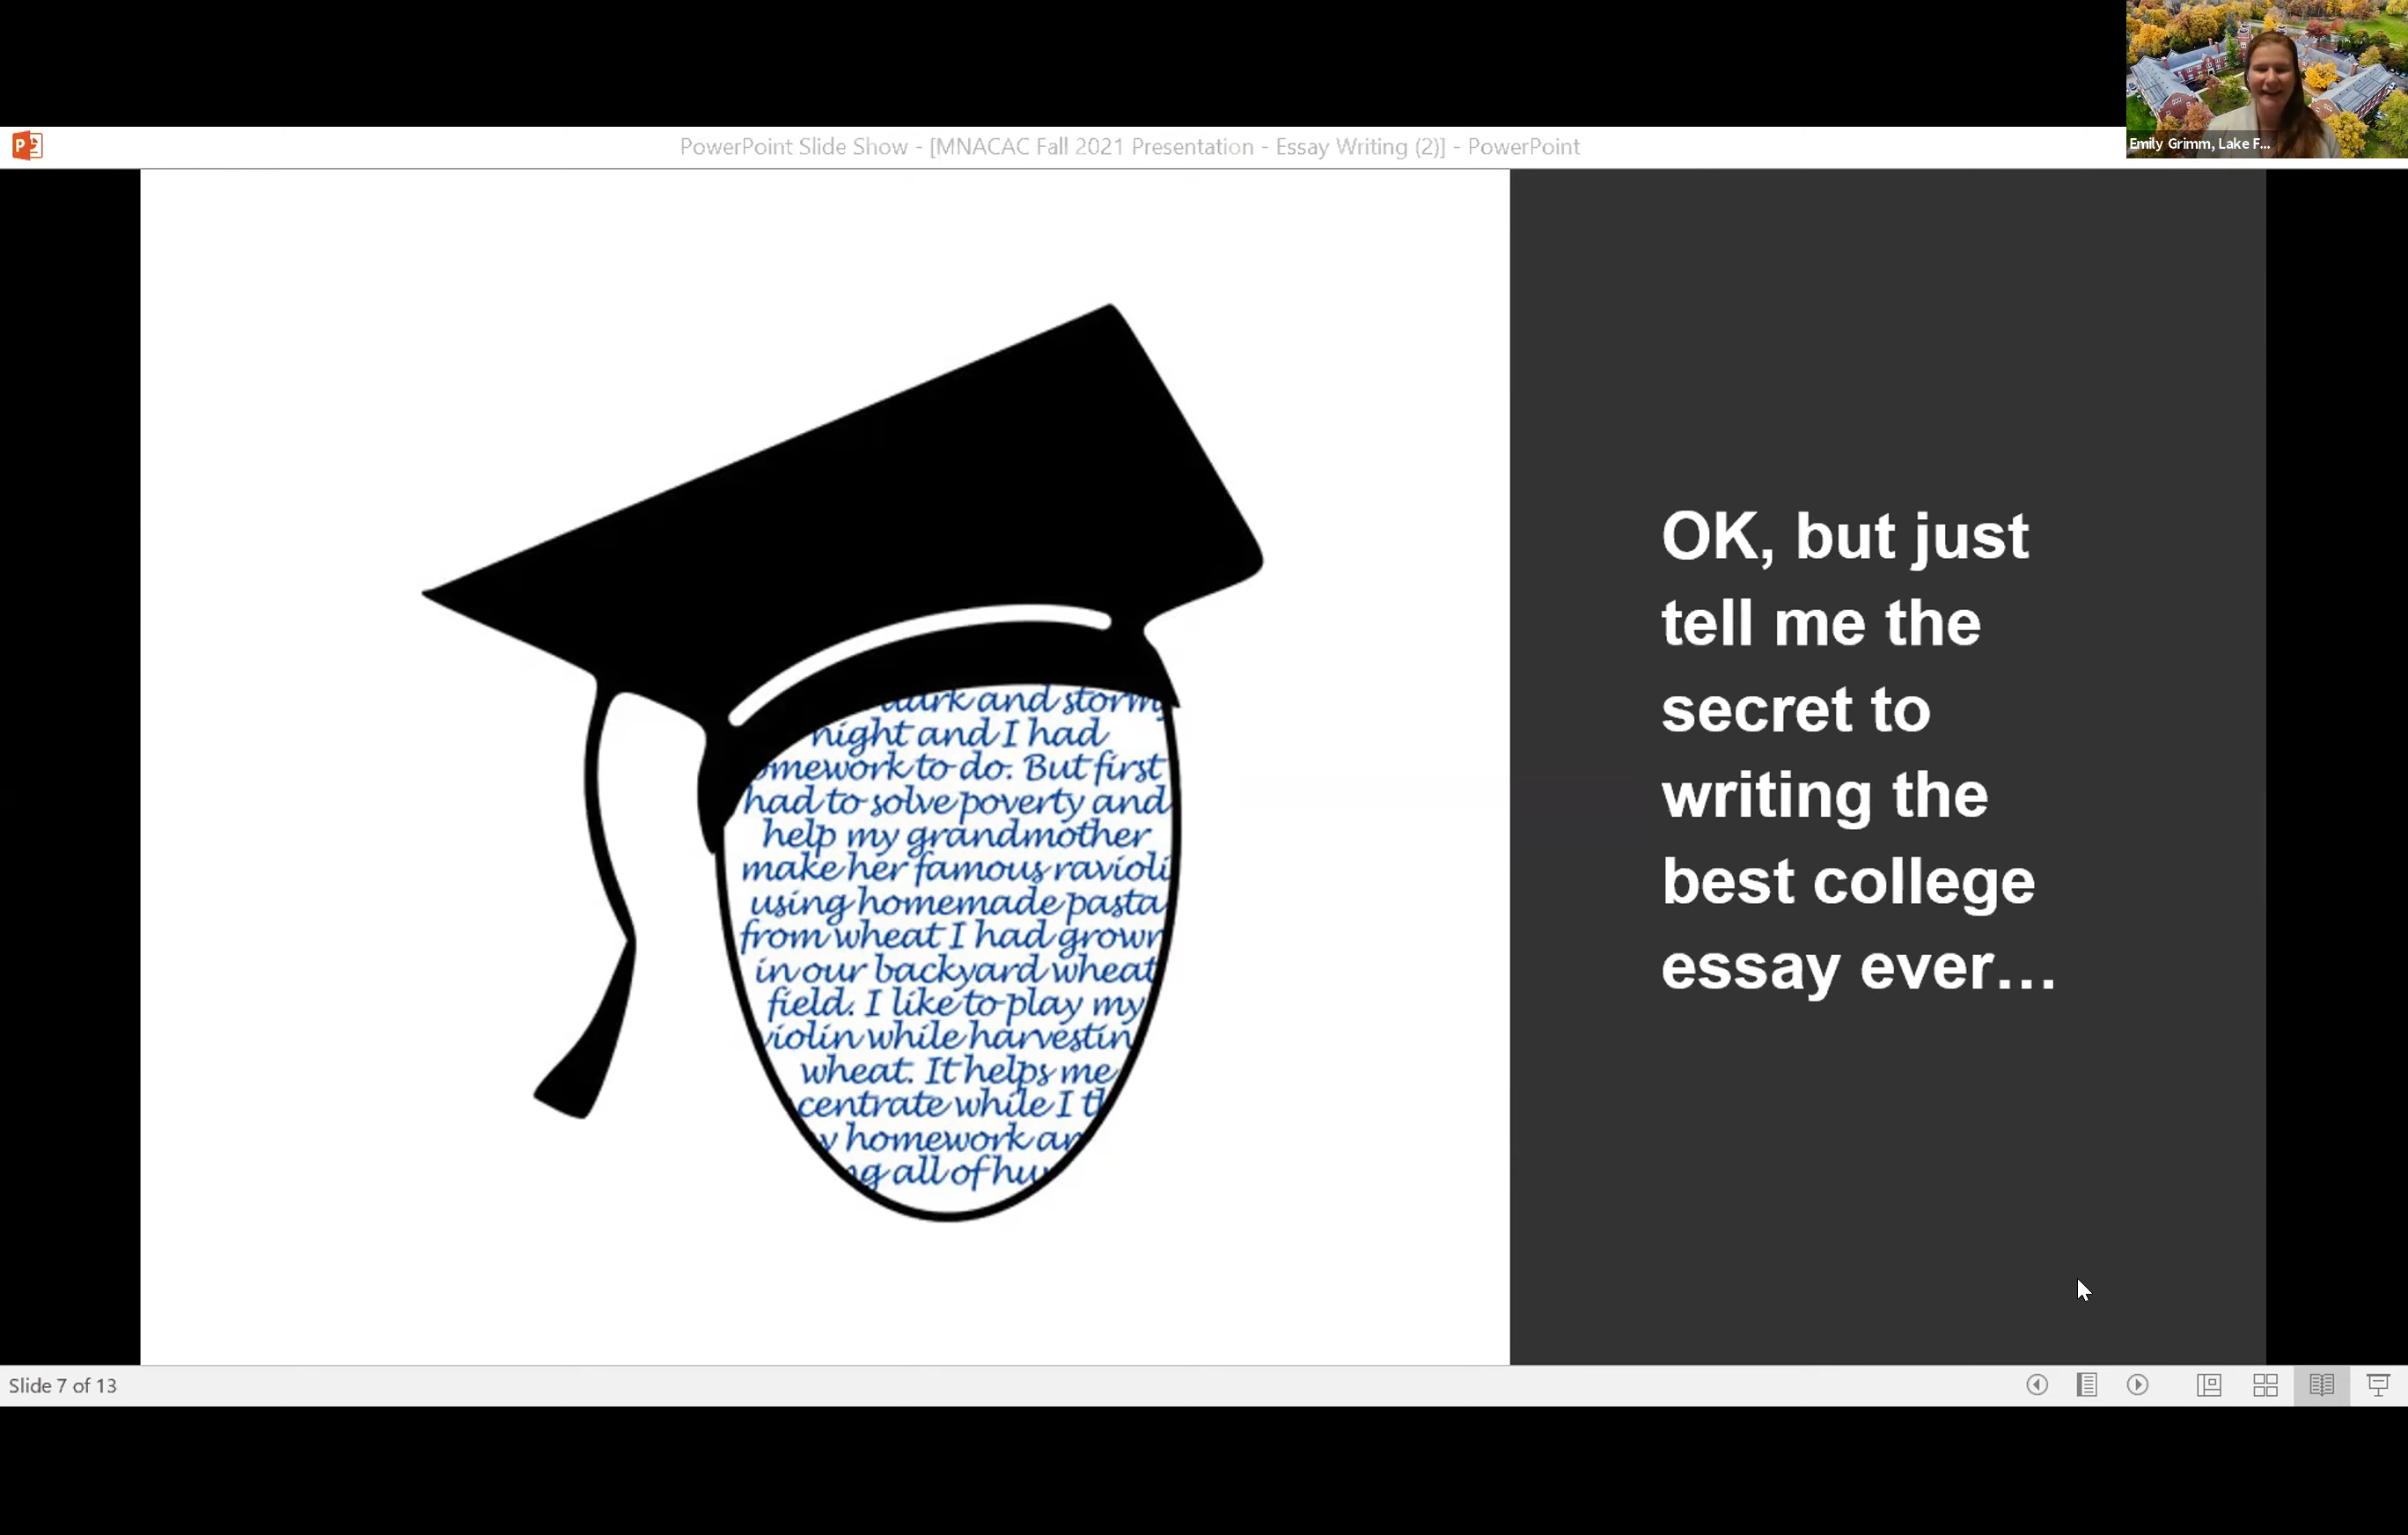 Emily Grimm, Lake F...
PowerPoint Slide Show - [MNACAC Fall 2021 Presentation - Essay Writing (2)] - PowerPoint
dark and stormy
night and I had
omework to do. But first
had to solve poverty and
help my grandmother
make her famous ravioli
using homemade pasta
from wheat I had grown
in our backyard wheat
field. I like to play my
violin while harvestin
wheat. It helps me
centrate while I
homework
all of
OK, but just
tell me the
secret to
writing the
best college
essay ever...
Slide 7 of 13